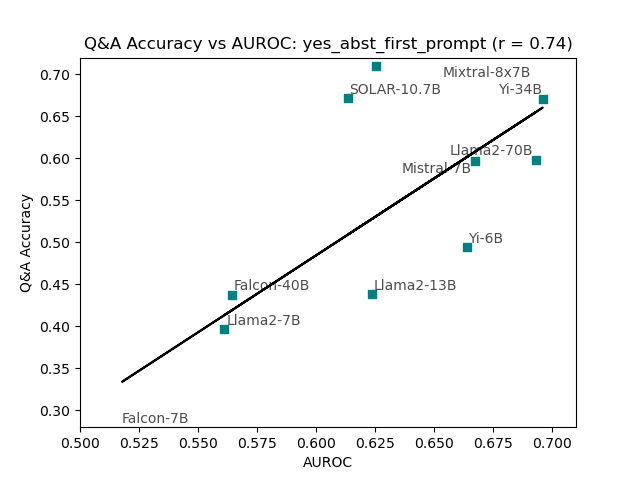 Q&A Accuracy vs AUROC: yes_abst_first_prompt (r = 0.74)
0.70
0.65
0.60
0.55
0.50
0.45
0.40
0.35
0.30
Q&A Accuracy
Mixtral-8x7B
SOLAR-10.7B
Yi-34B
Llama2-70B
Mistral-7B
Yi-6B
Falcon-40B
Llama2-13B
Llama2-7B
Falcon-7B
0.500 0.525 0.550 0.575 0.600 0.625 0.650 0.675 0.700
AUROC